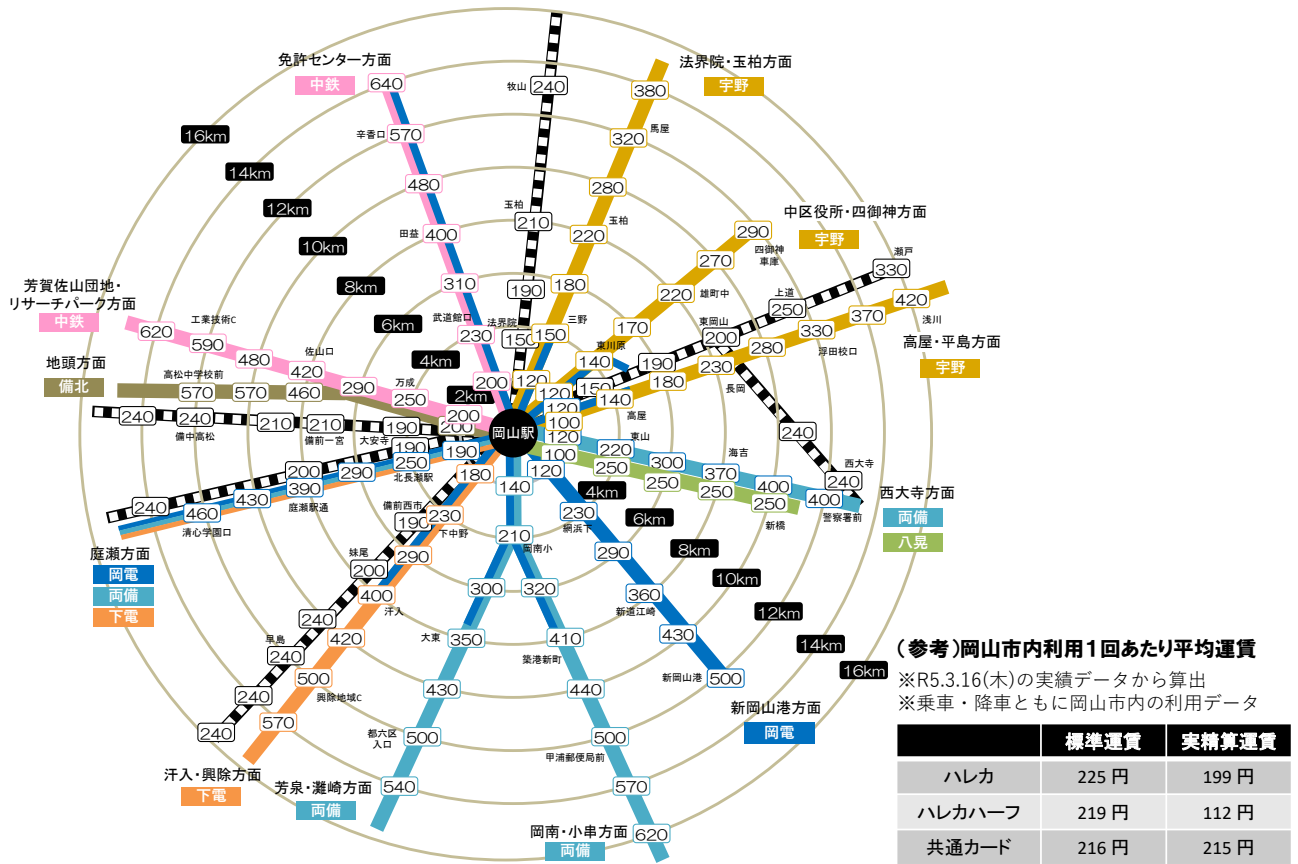 免許センター方面
中鉄
640
570
辛香口
480
田益
400
310
武道館口
230
200
牧山
240
玉柏
210
190
法界院
150
法界院・玉柏方面
宇野
380
馬屋
320
280
玉柏
220
180
三野
150
120
中区役所・四御神方面
宇野
290
四御神
車庫
270
雄町中
220
170
東川原
140
120
瀬戸
330
上道
250
東岡山
200
190
150
420
浅川
370
浮田校口
330
280
230
長岡
180
高屋
140
120
100
高屋・平島方面
宇野
240
西大寺
240
西大寺方面
両備
八晃
120
東山
220
300
海吉
370
400
400
警察署前
100
250
250
250
250
新橋
16km
14km
12km
10km
8km
6km
4km
2km
芳賀佐山団地・
リサーチパーク方面
中鉄
620
工業技術C
590
480
佐山口
420
290
万成
250
200
地頭方面
備北
高松中学校前
570
570
460
240
240
備中高松
210
210
備前一宮
190
大安寺
200
岡山駅
240
200
190
北長瀬駅
460
清心学園口
430
390
庭瀬駅通
290
250
190
庭瀬方面
岡電
両備
下電
180
備前西市
190
230
下中野
妹尾
200
290
400
汗入
240
早島
240
420
240
500
興除地域C
240
570
汗入・興除方面
下電
140
210
岡南小
300
大東
350
430
都六区
入口
500
540
芳泉・灘崎方面
両備
320
410
築港新町
440
500
甲浦郵便局前
570
620
岡南・小串方面
両備
120
230
網浜下
290
360
新道江崎
430
新岡山港
500
新岡山港方面
岡電
4km
6km
8km
10km
12km
14km
16km
(参考)岡山市内利用1回あたり平均運賃
※R5.3.16(木)の実績データから算出
※乗車・降車ともに岡山市内の利用データ
標準運賃 実精算運賃
ハレカ 225 円 199 円
ハレカハーフ 219 円 112 円
共通カード 216 円 215 円